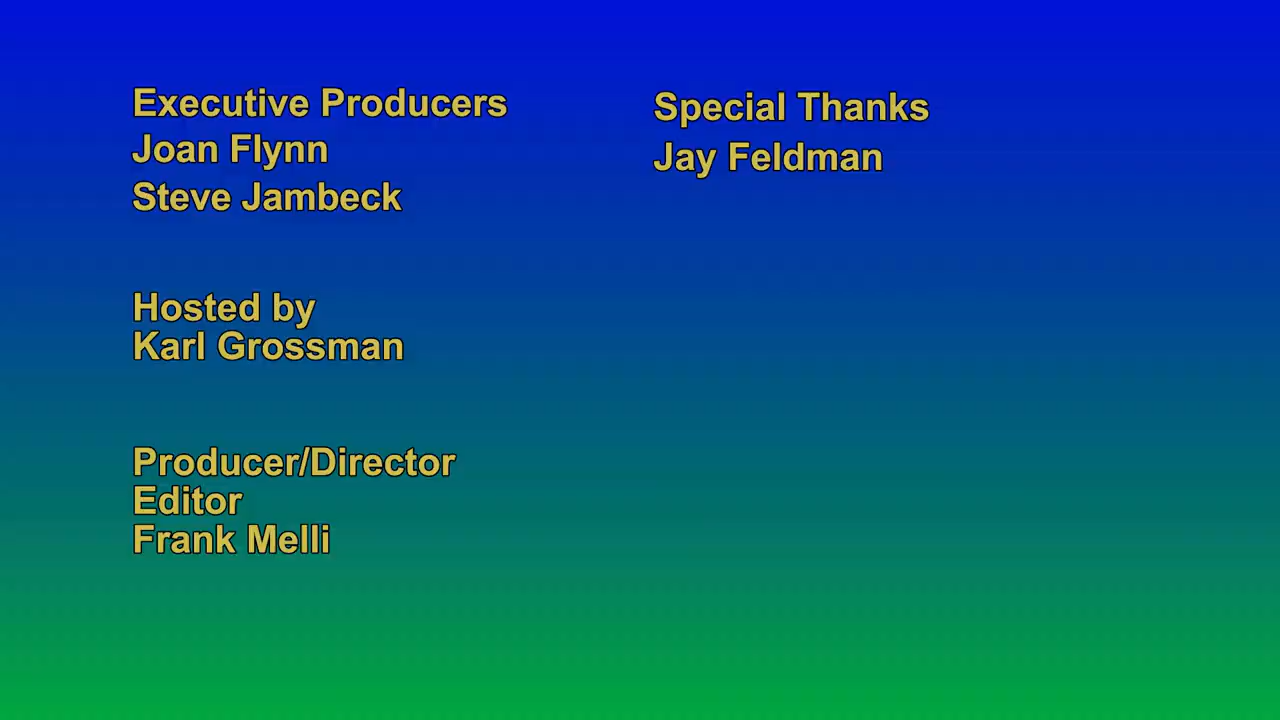 Executive Producers
Joan Flynn
Steve Jambeck
Hosted by
Karl Grossman
Producer/Director
Editor
Frank Melli
Special Thanks
Jay Feldman